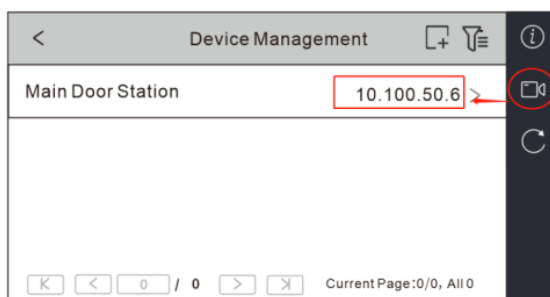 Device Management
Main Door Station 10.100.50.6
0 / 0 Current Page:0/0, All 0